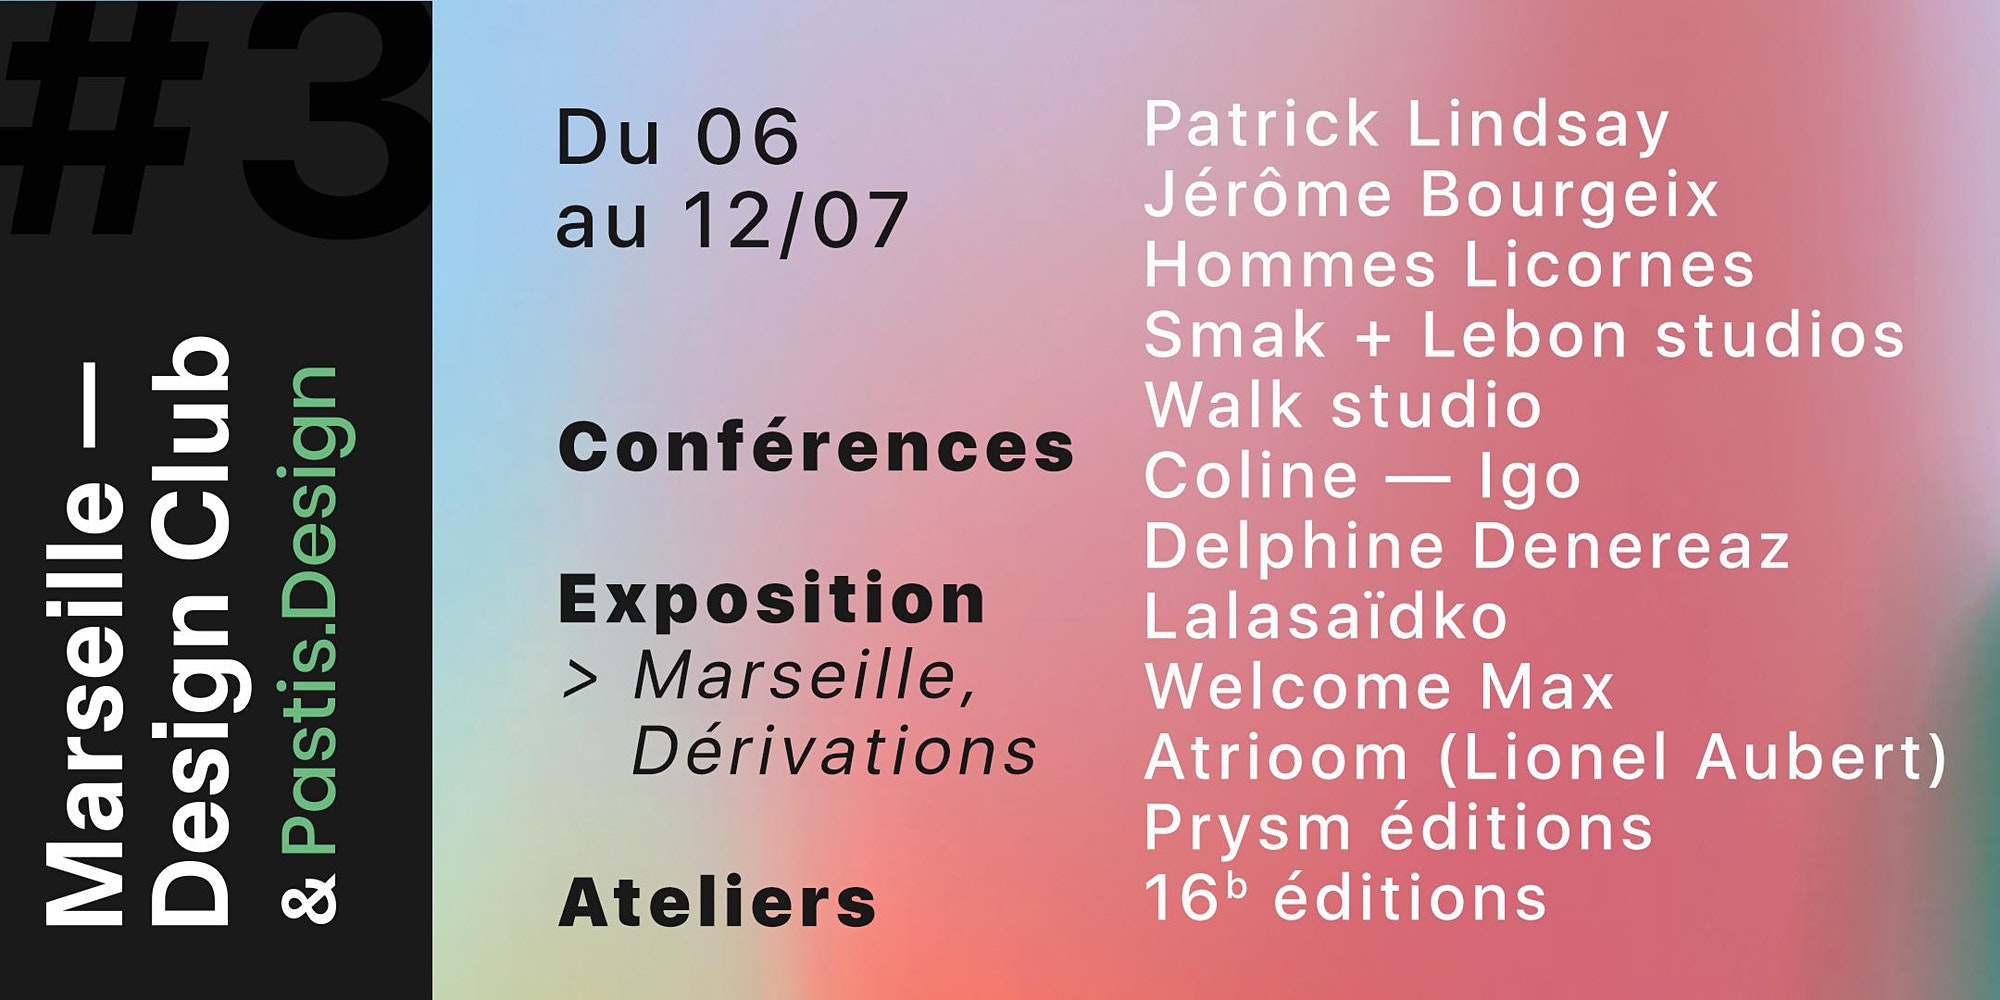 #3
Marseille —
Design Club
& Pastis.Design
Du 06
au 12/07
Conférences
Exposition
> Marseille,
Dérivations
Ateliers
Patrick Lindsay
Jérôme Bourgeix
Hommes Licornes
Smak + Lebon studios
Walk studio
Coline — Igo
Delphine Denereaz
Lalasaïdko
Welcome Max
Atrioom (Lionel Aubert)
Prysm éditions
16ᵇ éditions